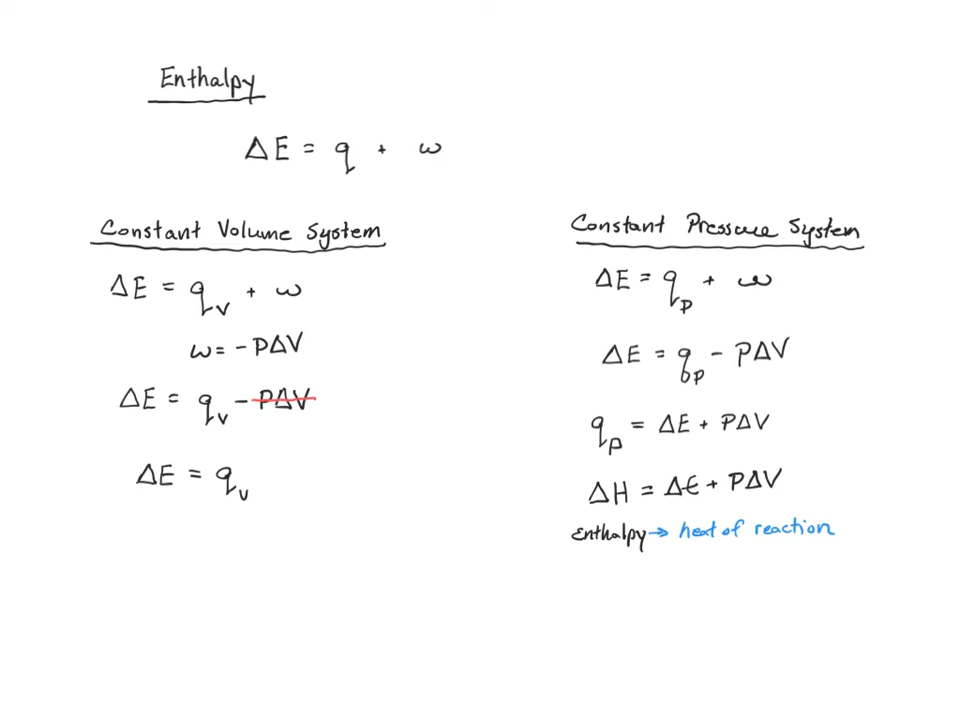 Enthalpy
ΔE = q + w
Constant Volume System
ΔE = qᵥ + w
w = - PΔV
ΔE = qᵥ - PΔV
ΔE = qᵥ
Constant Pressure System
ΔE = qₚ + w
ΔE = qₚ - PΔV
qₚ = ΔE + PΔV
ΔH = ΔE + PΔV
Enthalpy → heat of reaction